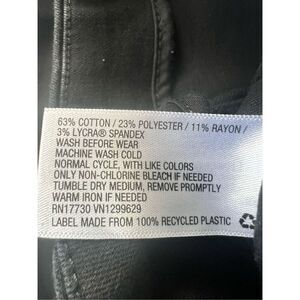 63% COTTON / 23% POLYESTER / 11% RAYON /
3% LYCRA® SPANDEX
WASH BEFORE WEAR
MACHINE WASH COLD
NORMAL CYCLE, WITH LIKE COLORS
ONLY NON-CHLORINE BLEACH IF NEEDED
TUMBLE DRY MEDIUM, REMOVE PROMPTLY
WARM IRON IF NEEDED
RN17730 VN1299629
LABEL MADE FROM 100% RECYCLED PLASTIC